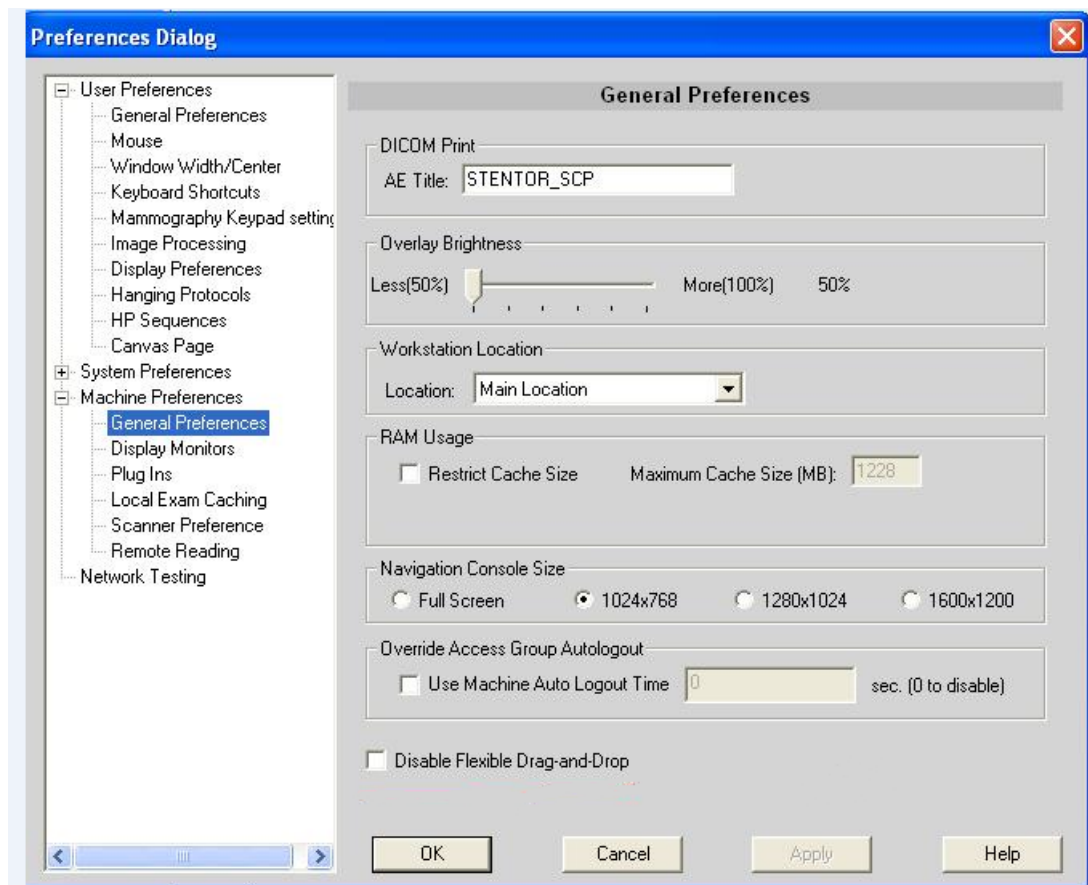 Preferences Dialog
User Preferences
General Preferences
Mouse
Window Width/Center
Keyboard Shortcuts
Mammography Keypad setting
Image Processing
Display Preferences
Hanging Protocols
HP Sequences
Canvas Page
System Preferences
Machine Preferences
General Preferences
Display Monitors
Plug Ins
Local Exam Caching
Scanner Preference
Remote Reading
Network Testing
General Preferences
DICOM Print
AE Title: STENTOR_SCP
Overlay Brightness
Less(50%) More(100%) 50%
Workstation Location
Location: Main Location
RAM Usage
Restrict Cache Size Maximum Cache Size (MB): 1228
Navigation Console Size
Full Screen 1024x768 1280x1024 1600x1200
Override Access Group Autologout
Use Machine Auto Logout Time 0 sec. (0 to disable)
Disable Flexible Drag-and-Drop
OK Cancel Apply Help